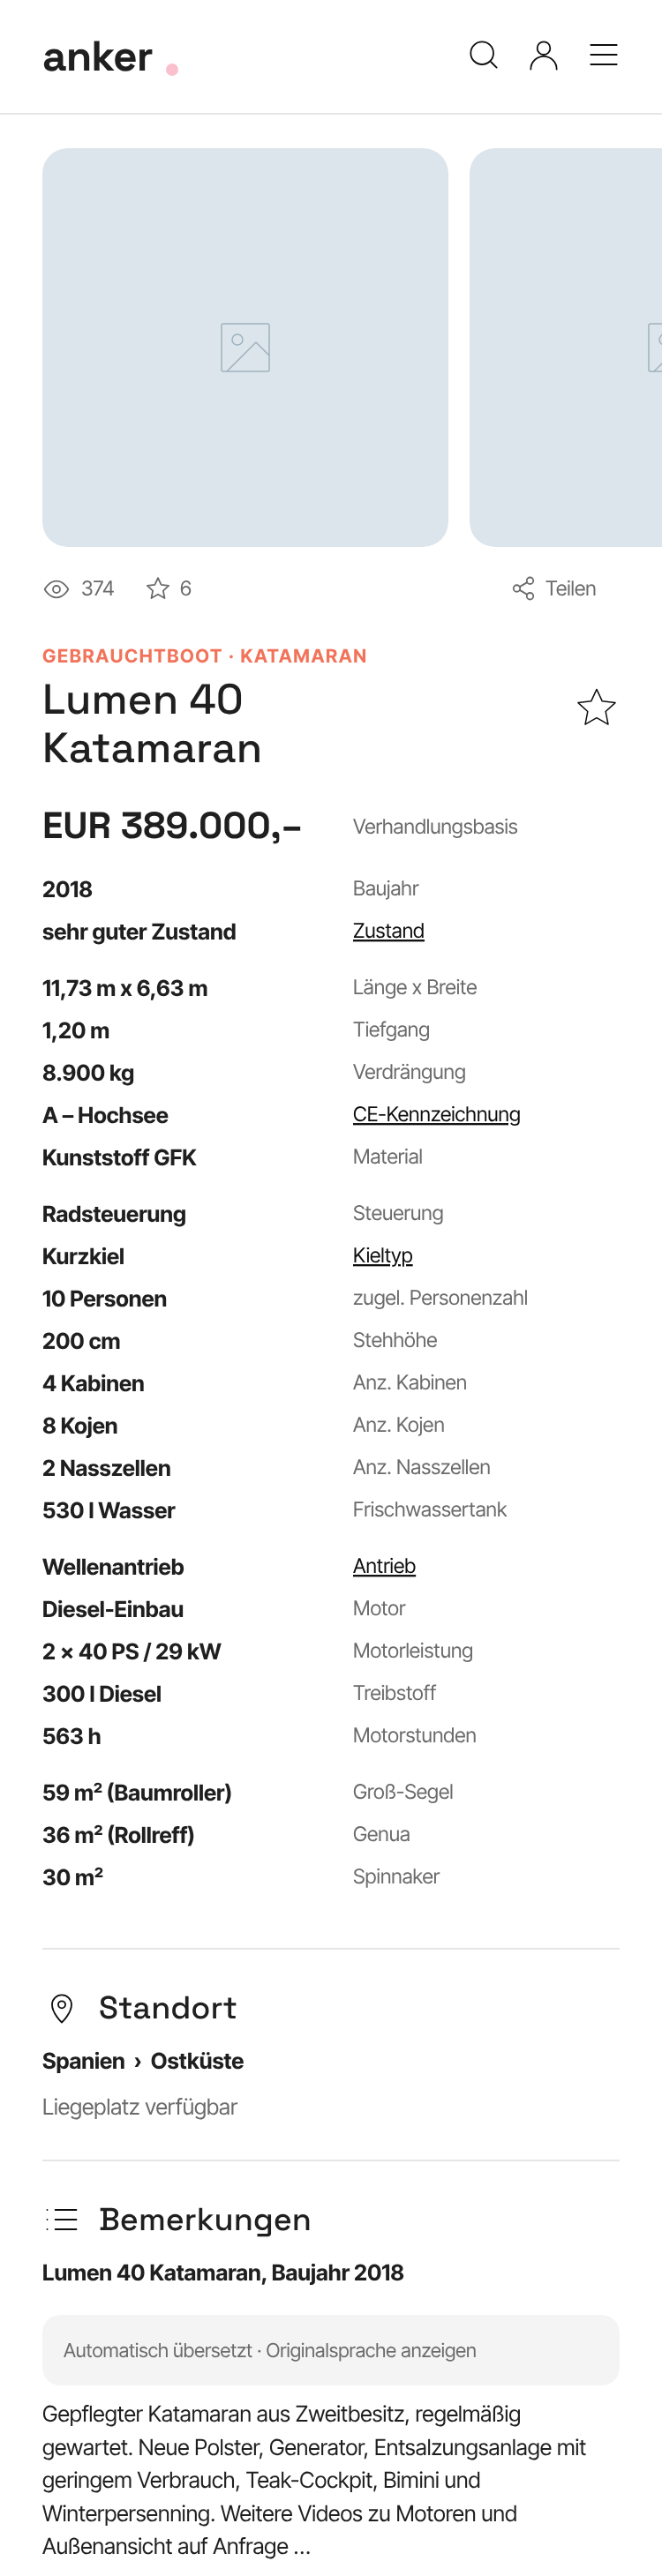 anker
374 6 Teilen
GEBRAUCHTBOOT · KATAMARAN
Lumen 40
Katamaran
EUR 389.000,– Verhandlungsbasis
2018 Baujahr
sehr guter Zustand Zustand
11,73 m x 6,63 m Länge x Breite
1,20 m Tiefgang
8.900 kg Verdrängung
A – Hochsee CE-Kennzeichnung
Kunststoff GFK Material
Radsteuerung Steuerung
Kurzkiel Kieltyp
10 Personen zugel. Personenzahl
200 cm Stehhöhe
4 Kabinen Anz. Kabinen
8 Kojen Anz. Kojen
2 Nasszellen Anz. Nasszellen
530 l Wasser Frischwassertank
Wellenantrieb Antrieb
Diesel-Einbau Motor
2 × 40 PS / 29 kW Motorleistung
300 l Diesel Treibstoff
563 h Motorstunden
59 m² (Baumroller) Groß-Segel
36 m² (Rollreff) Genua
30 m² Spinnaker
Standort
Spanien › Ostküste
Liegeplatz verfügbar
Bemerkungen
Lumen 40 Katamaran, Baujahr 2018
Automatisch übersetzt · Originalsprache anzeigen
Gepflegter Katamaran aus Zweitbesitz, regelmäßig
gewartet. Neue Polster, Generator, Entsalzungsanlage mit
geringem Verbrauch, Teak-Cockpit, Bimini und
Winterpersenning. Weitere Videos zu Motoren und
Außenansicht auf Anfrage ...